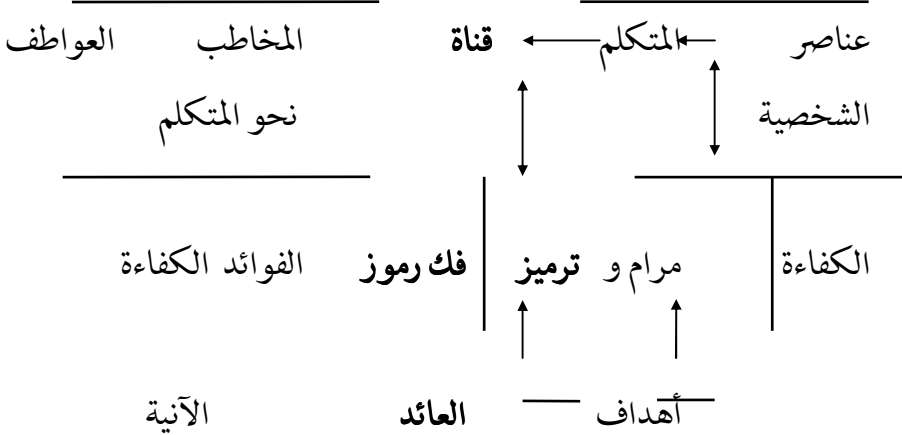 عناصر المتكلم قناة المخاطب العواطف
الشخصية نحو المتكلم
الكفاءة مرام و ترميز فك رموز الفوائد الكفاءة
أهداف العائد الآنية